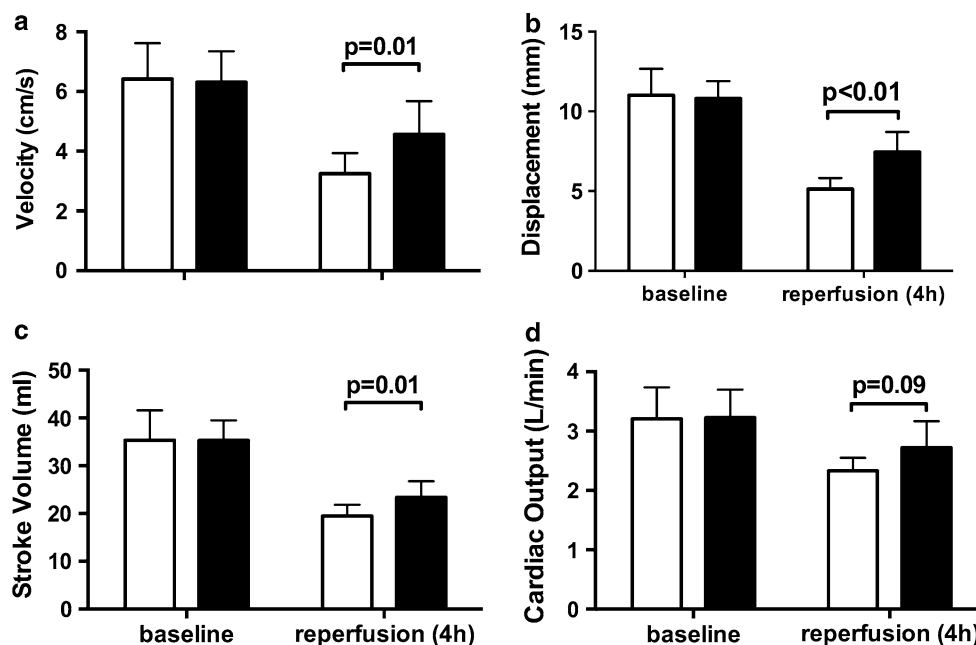 a
Velocity (cm/s)
8
6
4
2
0
p=0.01
b
Displacement (mm)
15
10
5
0
p<0.01
baseline
reperfusion (4h)
c
Stroke Volume (ml)
50
40
30
20
10
0
p=0.01
baseline
reperfusion (4h)
d
Cardiac Output (L/min)
4
3
2
1
0
p=0.09
baseline
reperfusion (4h)